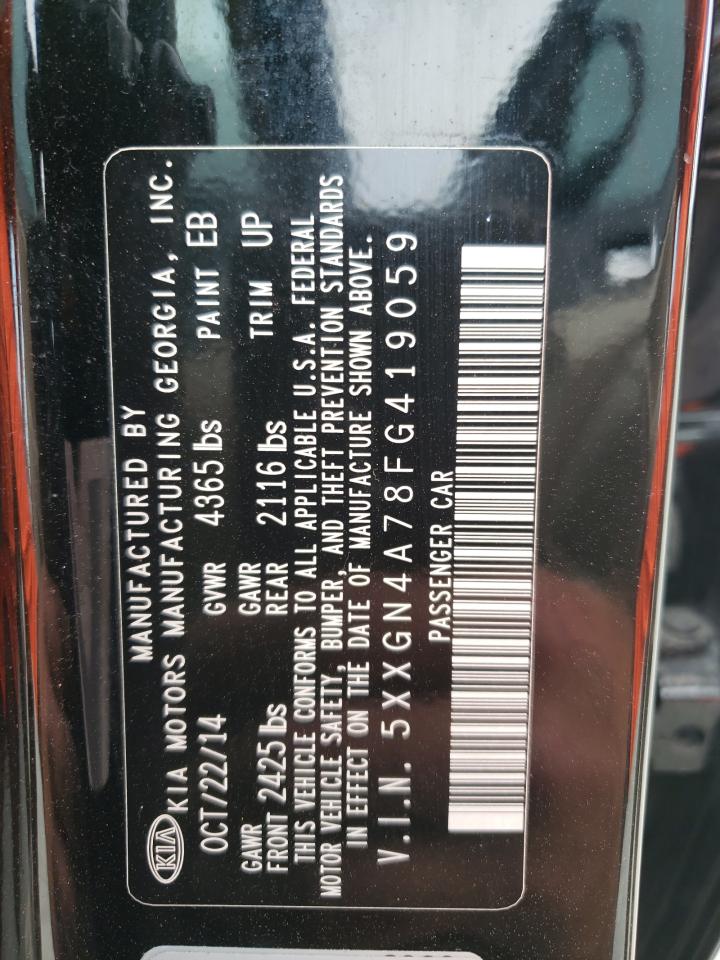 MANUFACTURED BY
KIA KIA MOTORS MANUFACTURING GEORGIA, INC.
OCT/22/14 GVWR 4365 lbs PAINT EB
GAWR FRONT 2425 lbs GAWR REAR 2116 lbs TRIM UP
THIS VEHICLE CONFORMS TO ALL APPLICABLE U.S.A. FEDERAL
MOTOR VEHICLE SAFETY, BUMPER, AND THEFT PREVENTION STANDARDS
IN EFFECT ON THE DATE OF MANUFACTURE SHOWN ABOVE.
V.I.N. 5XXGN4A78FG419059
PASSENGER CAR